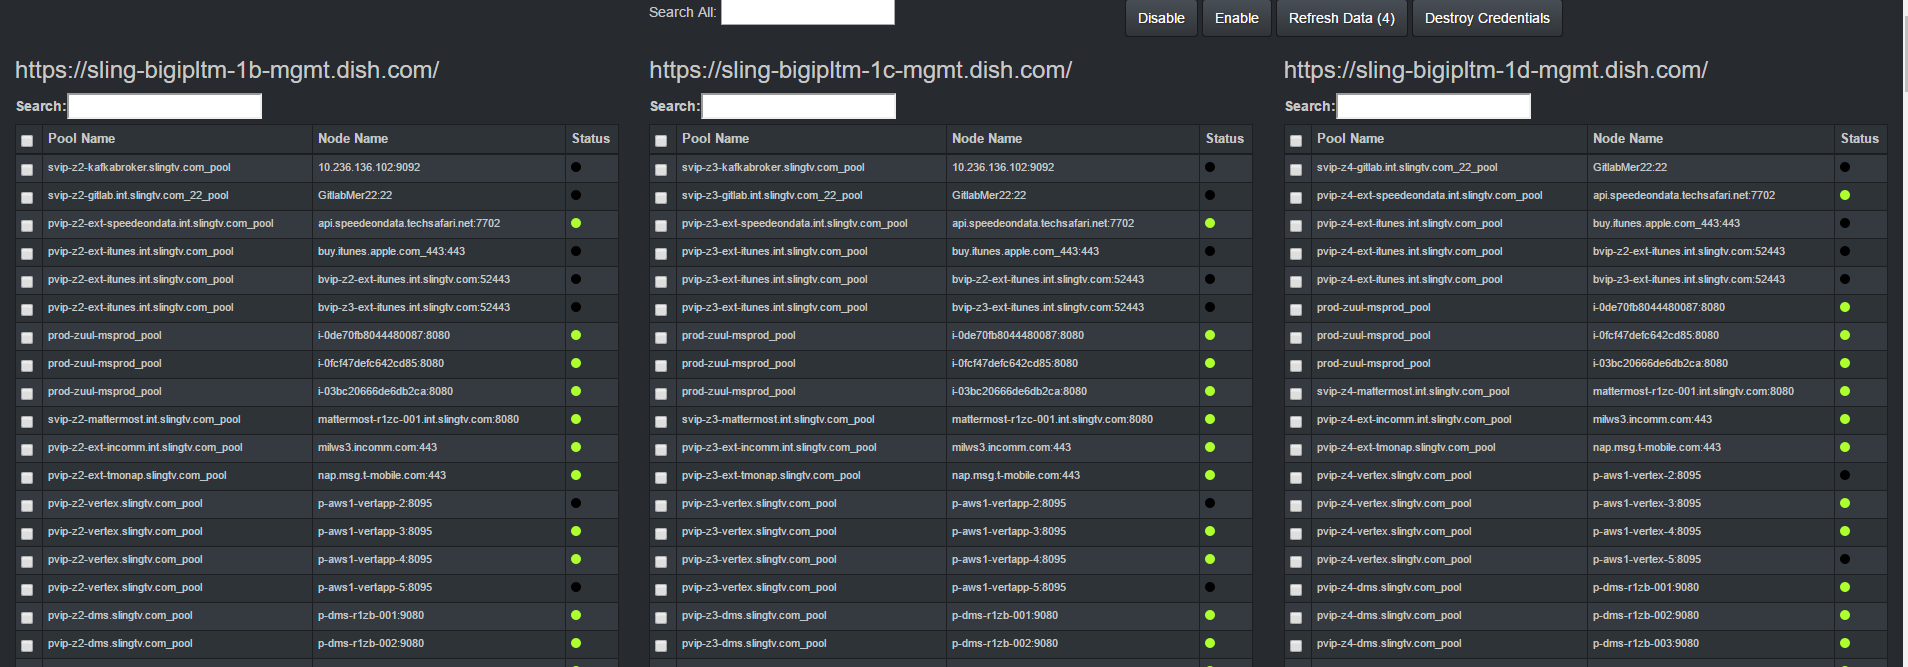 Search All:
Disable Enable Refresh Data (4) Destroy Credentials
https://sling-bigipltm-1b-mgmt.dish.com/
Search:
Pool Name Node Name Status
svip-z2-kafkabroker.slingtv.com_pool 10.236.136.102:9092
svip-z2-gitlab.int.slingtv.com_22_pool GitlabMer22:22
pvip-z2-ext-speedeondata.int.slingtv.com_pool api.speedeondata.techsafari.net:7702
pvip-z2-ext-itunes.int.slingtv.com_pool buy.itunes.apple.com_443:443
pvip-z2-ext-itunes.int.slingtv.com_pool bvip-z2-ext-itunes.int.slingtv.com:52443
pvip-z2-ext-itunes.int.slingtv.com_pool bvip-z3-ext-itunes.int.slingtv.com:52443
prod-zuul-msprod_pool i-0de70fb8044480087:8080
prod-zuul-msprod_pool i-0fcf47defc642cd85:8080
prod-zuul-msprod_pool i-03bc20666de6db2ca:8080
svip-z2-mattermost.int.slingtv.com_pool mattermost-r1zc-001.int.slingtv.com:8080
pvip-z2-ext-incomm.int.slingtv.com_pool milws3.incomm.com:443
pvip-z2-ext-tmonap.slingtv.com_pool nap.msg.t-mobile.com:443
pvip-z2-vertex.slingtv.com_pool p-aws1-vertapp-2:8095
pvip-z2-vertex.slingtv.com_pool p-aws1-vertapp-3:8095
pvip-z2-vertex.slingtv.com_pool p-aws1-vertapp-4:8095
pvip-z2-vertex.slingtv.com_pool p-aws1-vertapp-5:8095
pvip-z2-dms.slingtv.com_pool p-dms-r1zb-001:9080
pvip-z2-dms.slingtv.com_pool p-dms-r1zb-002:9080
https://sling-bigipltm-1c-mgmt.dish.com/
Search:
Pool Name Node Name Status
svip-z3-kafkabroker.slingtv.com_pool 10.236.136.102:9092
svip-z3-gitlab.int.slingtv.com_22_pool GitlabMer22:22
pvip-z3-ext-speedeondata.int.slingtv.com_pool api.speedeondata.techsafari.net:7702
pvip-z3-ext-itunes.int.slingtv.com_pool buy.itunes.apple.com_443:443
pvip-z3-ext-itunes.int.slingtv.com_pool bvip-z2-ext-itunes.int.slingtv.com:52443
pvip-z3-ext-itunes.int.slingtv.com_pool bvip-z3-ext-itunes.int.slingtv.com:52443
prod-zuul-msprod_pool i-0de70fb8044480087:8080
prod-zuul-msprod_pool i-0fcf47defc642cd85:8080
prod-zuul-msprod_pool i-03bc20666de6db2ca:8080
svip-z3-mattermost.int.slingtv.com_pool mattermost-r1zc-001.int.slingtv.com:8080
pvip-z3-ext-incomm.int.slingtv.com_pool milws3.incomm.com:443
pvip-z3-ext-tmonap.slingtv.com_pool nap.msg.t-mobile.com:443
pvip-z3-vertex.slingtv.com_pool p-aws1-vertapp-2:8095
pvip-z3-vertex.slingtv.com_pool p-aws1-vertapp-3:8095
pvip-z3-vertex.slingtv.com_pool p-aws1-vertapp-4:8095
pvip-z3-vertex.slingtv.com_pool p-aws1-vertapp-5:8095
pvip-z3-dms.slingtv.com_pool p-dms-r1zb-001:9080
pvip-z3-dms.slingtv.com_pool p-dms-r1zb-002:9080
https://sling-bigipltm-1d-mgmt.dish.com/
Search:
Pool Name Node Name Status
svip-z4-gitlab.int.slingtv.com_22_pool GitlabMer22:22
pvip-z4-ext-speedeondata.int.slingtv.com_pool api.speedeondata.techsafari.net:7702
pvip-z4-ext-itunes.int.slingtv.com_pool buy.itunes.apple.com_443:443
pvip-z4-ext-itunes.int.slingtv.com_pool bvip-z2-ext-itunes.int.slingtv.com:52443
pvip-z4-ext-itunes.int.slingtv.com_pool bvip-z3-ext-itunes.int.slingtv.com:52443
prod-zuul-msprod_pool i-0de70fb8044480087:8080
prod-zuul-msprod_pool i-0fcf47defc642cd85:8080
prod-zuul-msprod_pool i-03bc20666de6db2ca:8080
svip-z4-mattermost.int.slingtv.com_pool mattermost-r1zc-001.int.slingtv.com:8080
pvip-z4-ext-incomm.int.slingtv.com_pool milws3.incomm.com:443
pvip-z4-ext-tmonap.slingtv.com_pool nap.msg.t-mobile.com:443
pvip-z4-vertex.slingtv.com_pool p-aws1-vertex-2:8095
pvip-z4-vertex.slingtv.com_pool p-aws1-vertex-3:8095
pvip-z4-vertex.slingtv.com_pool p-aws1-vertex-4:8095
pvip-z4-vertex.slingtv.com_pool p-aws1-vertex-5:8095
pvip-z4-dms.slingtv.com_pool p-dms-r1zb-001:9080
pvip-z4-dms.slingtv.com_pool p-dms-r1zb-002:9080
pvip-z4-dms.slingtv.com_pool p-dms-r1zb-003:9080